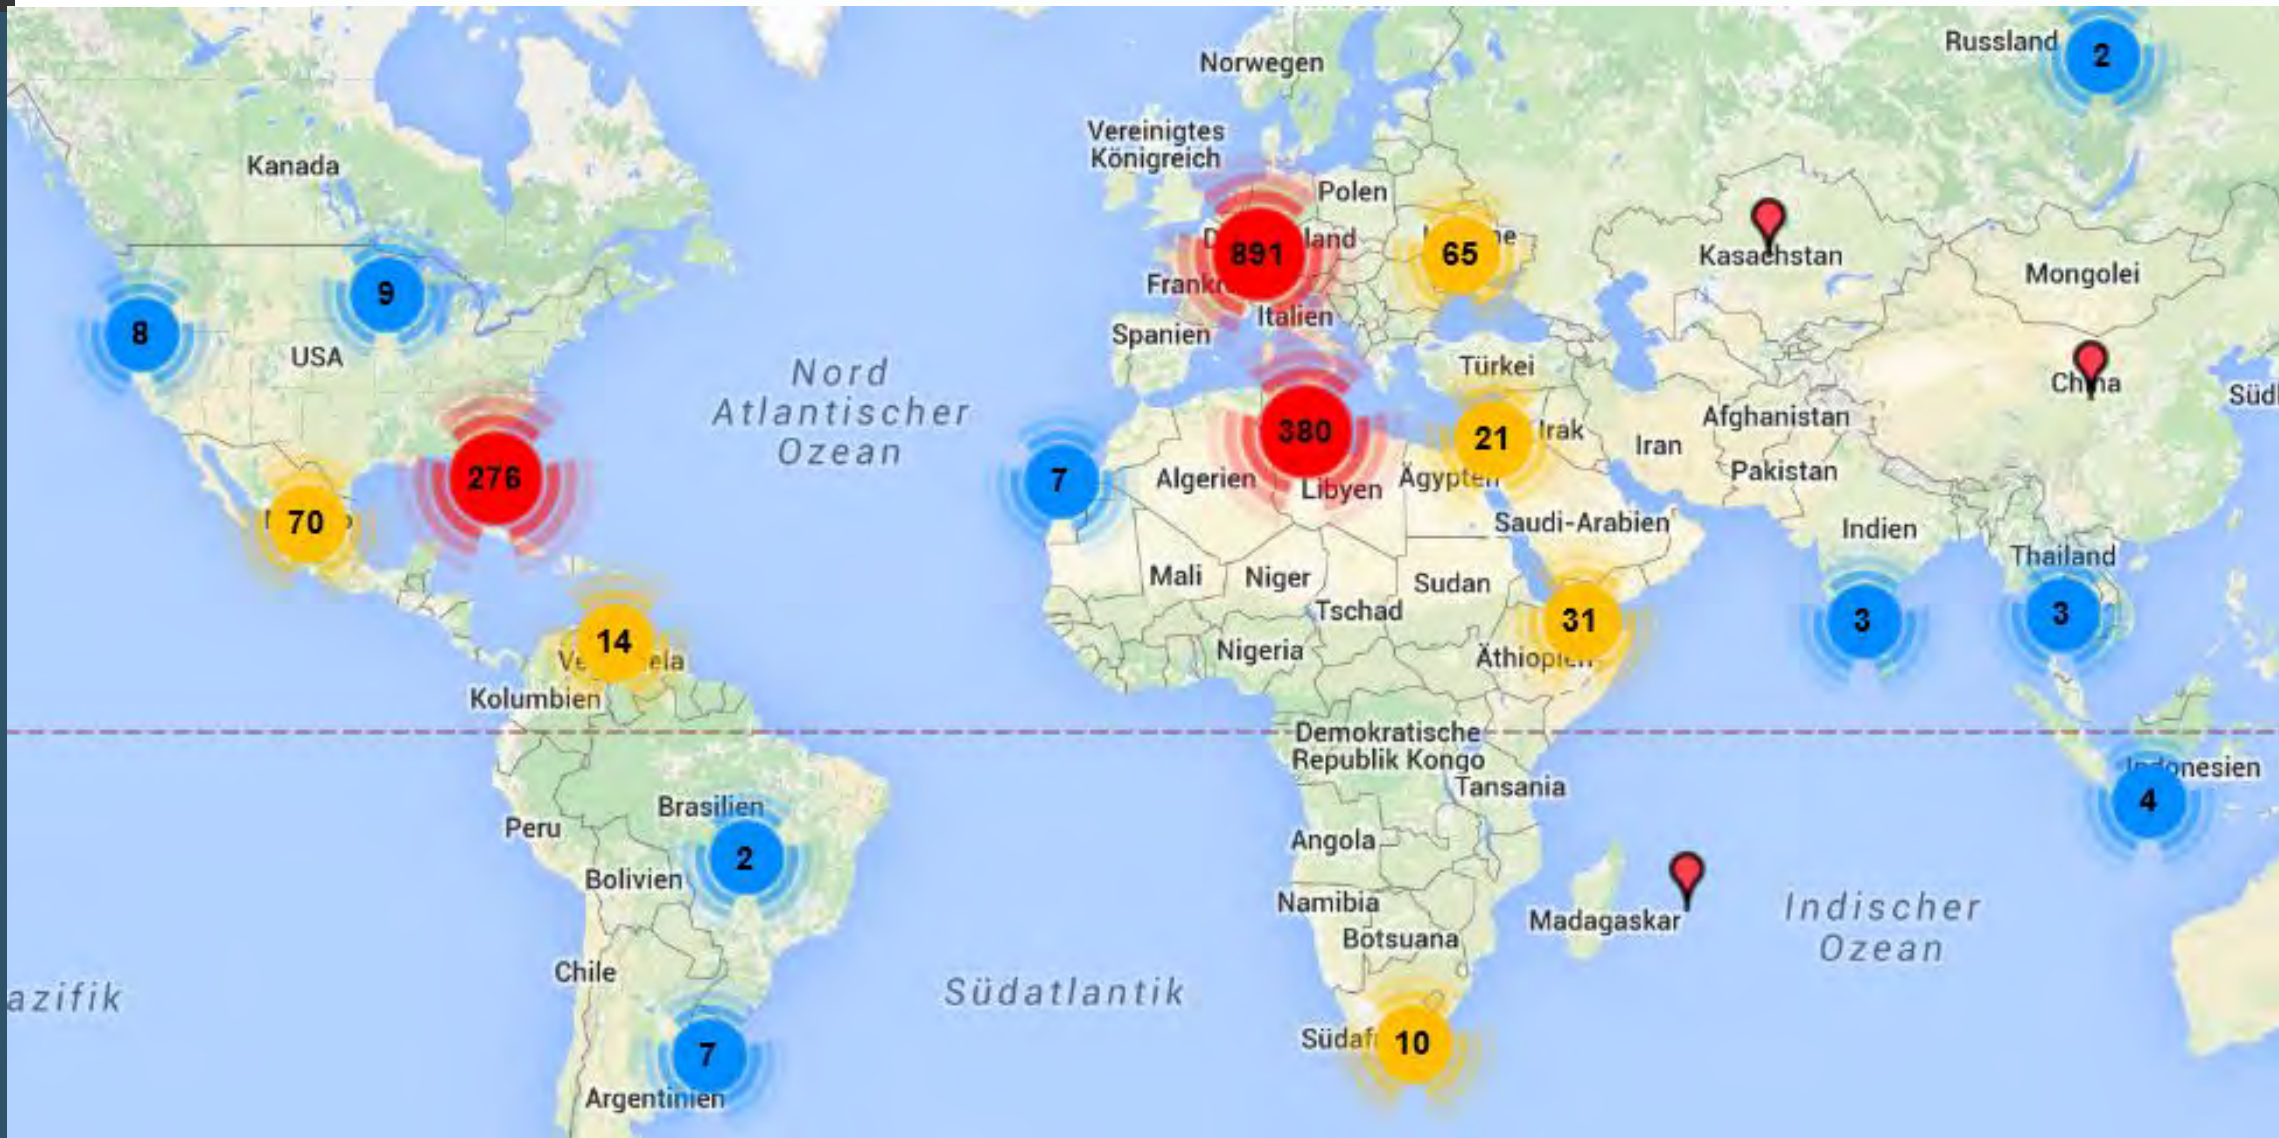 Russland
2
Norwegen
Vereinigtes
Königreich
Kanada
Polen
891
65
Kasachstan
Mongolei
9
8
Italien
Spanien
USA
Türkei
China
Nord
Atlantischer
Ozean
276
380
21
Irak
Iran
Afghanistan
Pakistan
7
Algerien
Libyen
Ägypten
70
Saudi-Arabien
Indien
Thailand
Mali
Niger
Sudan
Tschad
31
3
3
14
Nigeria
Äthiopien
Kolumbien
Demokratische
Republik Kongo
Tansania
Indonesien
4
Brasilien
Peru
2
Bolivien
Angola
Namibia
Madagaskar
Botsuana
Indischer
Ozean
Chile
azifik
Südatlantik
7
10
Argentinien